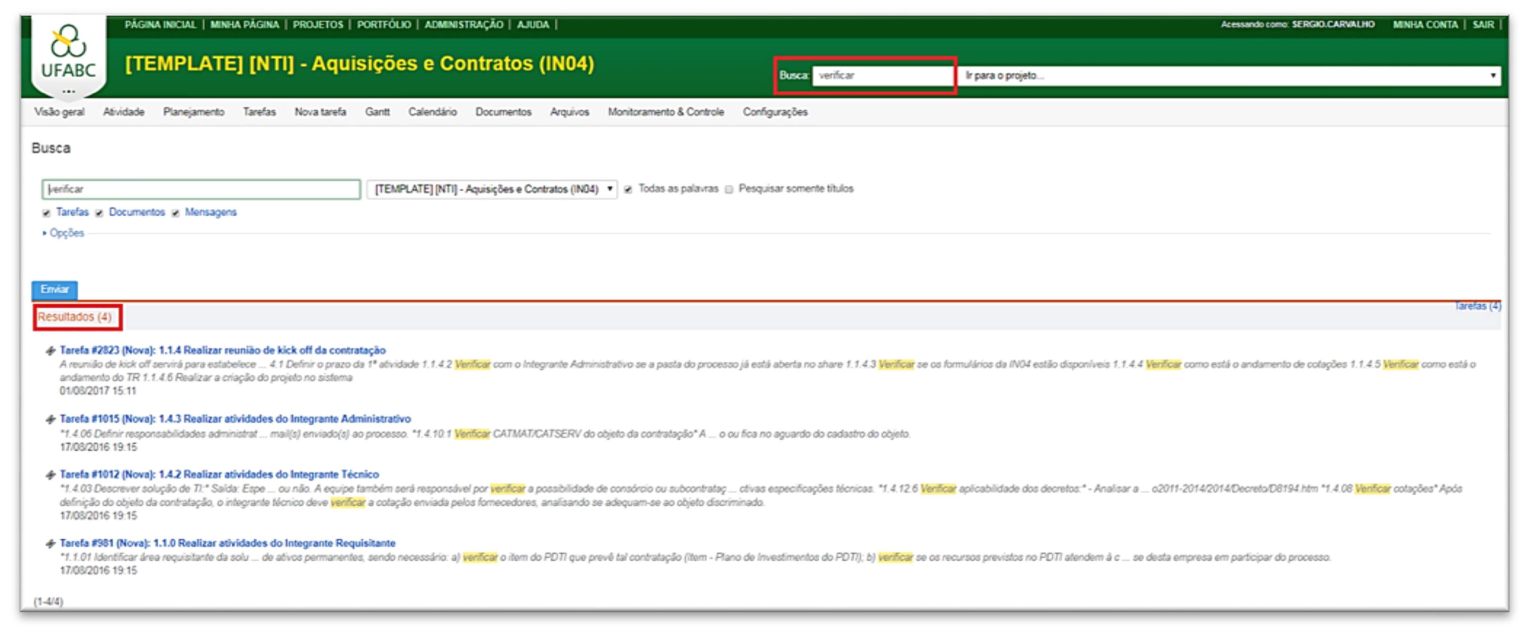 PÁGINA INICIAL | MINHA PÁGINA | PROJETOS | PORTFÓLIO | ADMINISTRAÇÃO | AJUDA |
Acessando como: SERGIO.CARVALHO MINHA CONTA | SAIR |
UFABC
...
[TEMPLATE] [NTI] - Aquisições e Contratos (IN04)
Busca: verificar
Ir para o projeto...
Visão geral Atividade Planejamento Tarefas Nova tarefa Gantt Calendário Documentos Arquivos Monitoramento & Controle Configurações
Busca
verificar [TEMPLATE] [NTI] - Aquisições e Contratos (IN04) Todas as palavras Pesquisar somente títulos
Tarefas Documentos Mensagens
Opções
Enviar
Tarefas (4)
Resultados (4)
Tarefa #2823 (Nova): 1.1.4 Realizar reunião de kick off da contratação
A reunião de kick off servirá para estabelece ... 4.1 Definir o prazo da 1ª atividade 1.1.4.2 Verificar com o Integrante Administrativo se a pasta do processo já está aberta no share 1.1.4.3 Verificar se os formulários da IN04 estão disponíveis 1.1.4.4 Verificar como está o andamento de cotações 1.1.4.5 Verificar como está o
andamento do TR 1.1.4.6 Realizar a criação do projeto no sistema
01/08/2017 15:11
Tarefa #1015 (Nova): 1.4.3 Realizar atividades do Integrante Administrativo
"1.4.06 Definir responsabilidades administrat ... mail(s) enviado(s) ao processo. *1.4.10.1 Verificar CATMAT/CATSERV do objeto da contratação* A ... o ou fica no aguardo do cadastro do objeto.
17/08/2016 19:15
Tarefa #1012 (Nova): 1.4.2 Realizar atividades do Integrante Técnico
"1.4.03 Descrever solução de TI:* Saída: Espe ... ou não. A equipe também será responsável por verificar a possibilidade de consórcio ou subcontrataç ... ctivas especificações técnicas. *1.4.12.6 Verificar aplicabilidade dos decretos:* - Analisar a ... o2011-2014/2014/Decreto/D8194.htm *1.4.08 Verificar cotações* Após
definição do objeto da contratação, o integrante técnico deve verificar a cotação enviada pelos fornecedores, analisando se adequam-se ao objeto discriminado.
17/08/2016 19:15
Tarefa #981 (Nova): 1.1.0 Realizar atividades do Integrante Requisitante
"1.1.01 Identificar área requisitante da solu ... de ativos permanentes, sendo necessário: a) verificar o item do PDTI que prevê tal contratação (Item - Plano de Investimentos do PDTI); b) verificar se os recursos previstos no PDTI atendem à c ... se desta empresa em participar do processo.
17/08/2016 19:15
(1-4/4)